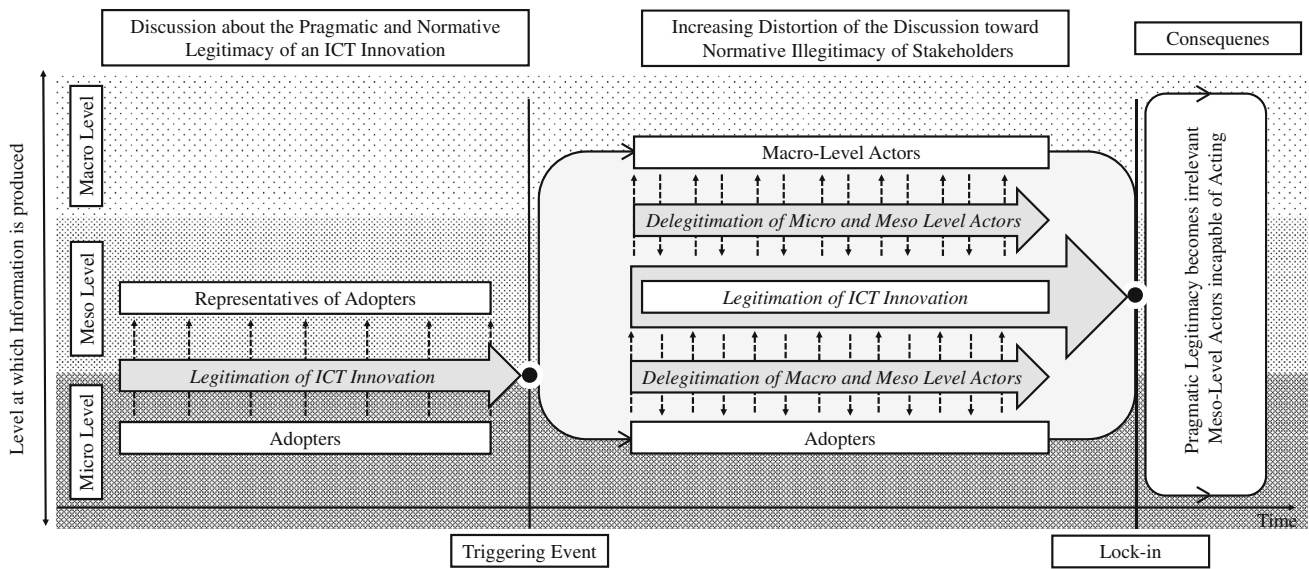 Discussion about the Pragmatic and Normative
Legitimacy of an ICT Innovation
Increasing Distortion of the Discussion toward
Normative Illegitimacy of Stakeholders
Consequenes
Level at which Information is produced
Macro Level
Meso Level
Micro Level
Representatives of Adopters
Legitimation of ICT Innovation
Adopters
Macro-Level Actors
Delegitimation of Micro and Meso Level Actors
Legitimation of ICT Innovation
Delegitimation of Macro and Meso Level Actors
Adopters
Pragmatic Legitimacy becomes irrelevant
Meso-Level Actors incapable of Acting
Time
Triggering Event
Lock-in